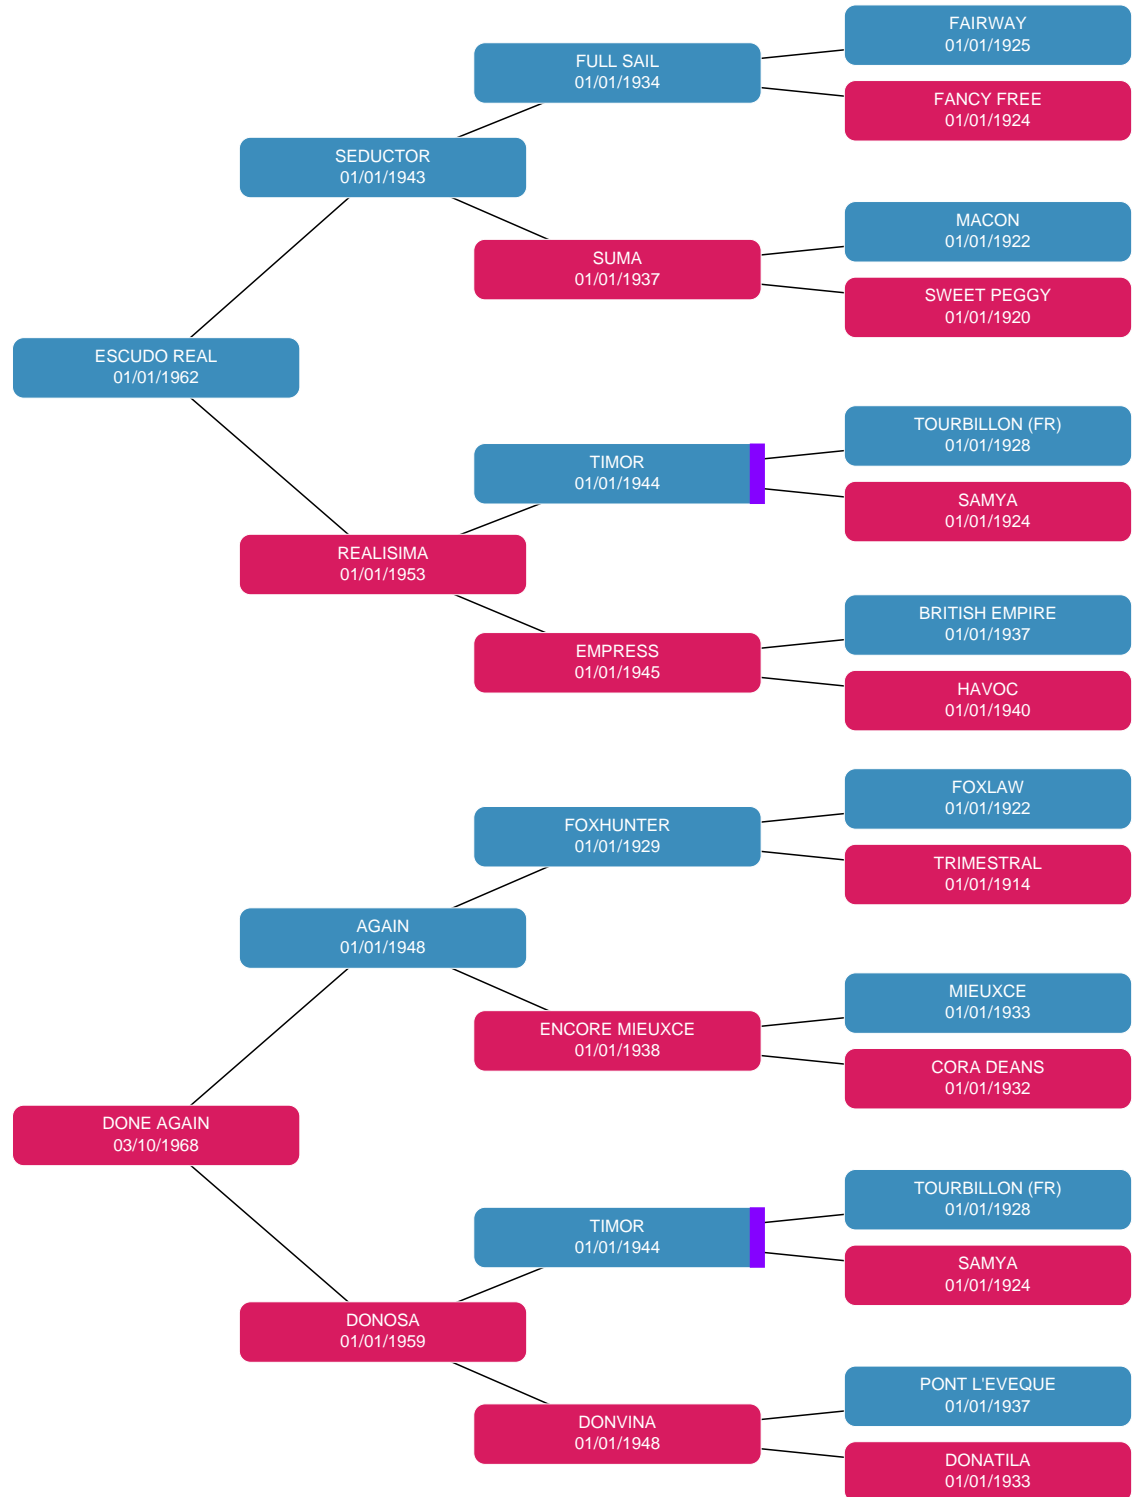 FAIRWAY
01/01/1925
FULL SAIL
01/01/1934
FANCY FREE
01/01/1924
SEDUCTOR
01/01/1943
MACON
01/01/1922
SUMA
01/01/1937
SWEET PEGGY
01/01/1920
ESCUDO REAL
01/01/1962
TOURBILLON (FR)
01/01/1928
TIMOR
01/01/1944
SAMYA
01/01/1924
REALISIMA
01/01/1953
BRITISH EMPIRE
01/01/1937
EMPRESS
01/01/1945
HAVOC
01/01/1940
FOXLAW
01/01/1922
FOXHUNTER
01/01/1929
TRIMESTRAL
01/01/1914
AGAIN
01/01/1948
MIEUXCE
01/01/1933
ENCORE MIEUXCE
01/01/1938
CORA DEANS
01/01/1932
DONE AGAIN
03/10/1968
TOURBILLON (FR)
01/01/1928
TIMOR
01/01/1944
SAMYA
01/01/1924
DONOSA
01/01/1959
PONT L'EVEQUE
01/01/1937
DONVINA
01/01/1948
DONATILA
01/01/1933